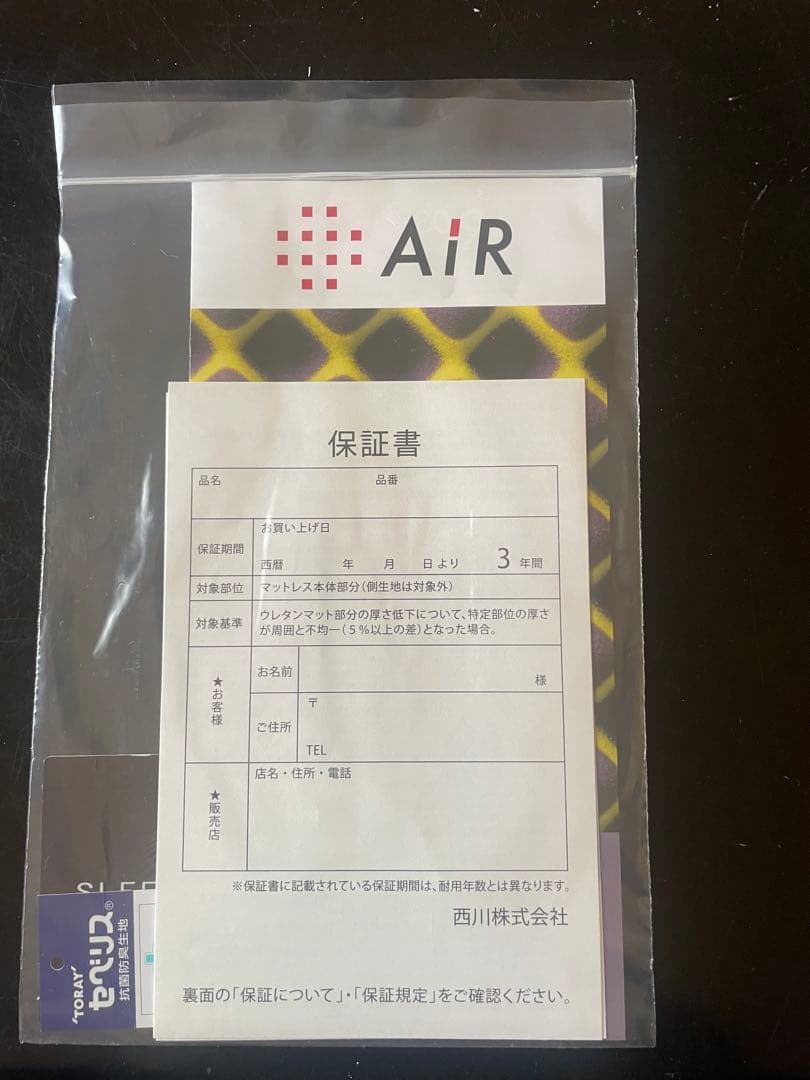 AiR
保証書
品名 品番
保証期間
お買い上げ日
西暦 年 月 日より 3 年間
対象部位 マットレス本体部分(側生地は対象外)
対象基準
ウレタンマット部分の厚さ低下について、特定部位の厚さ
が周囲と不均一(5%以上の差)となった場合。
★お客様
お名前 様
ご住所
〒
TEL
★販売店
店名・住所・電話
※保証書に記載されている保証期間は、耐用年数とは異なります。
西川株式会社
裏面の「保証について」・「保証規定」をご確認ください。
'TORAY'
セベリス®
抗菌防臭生地